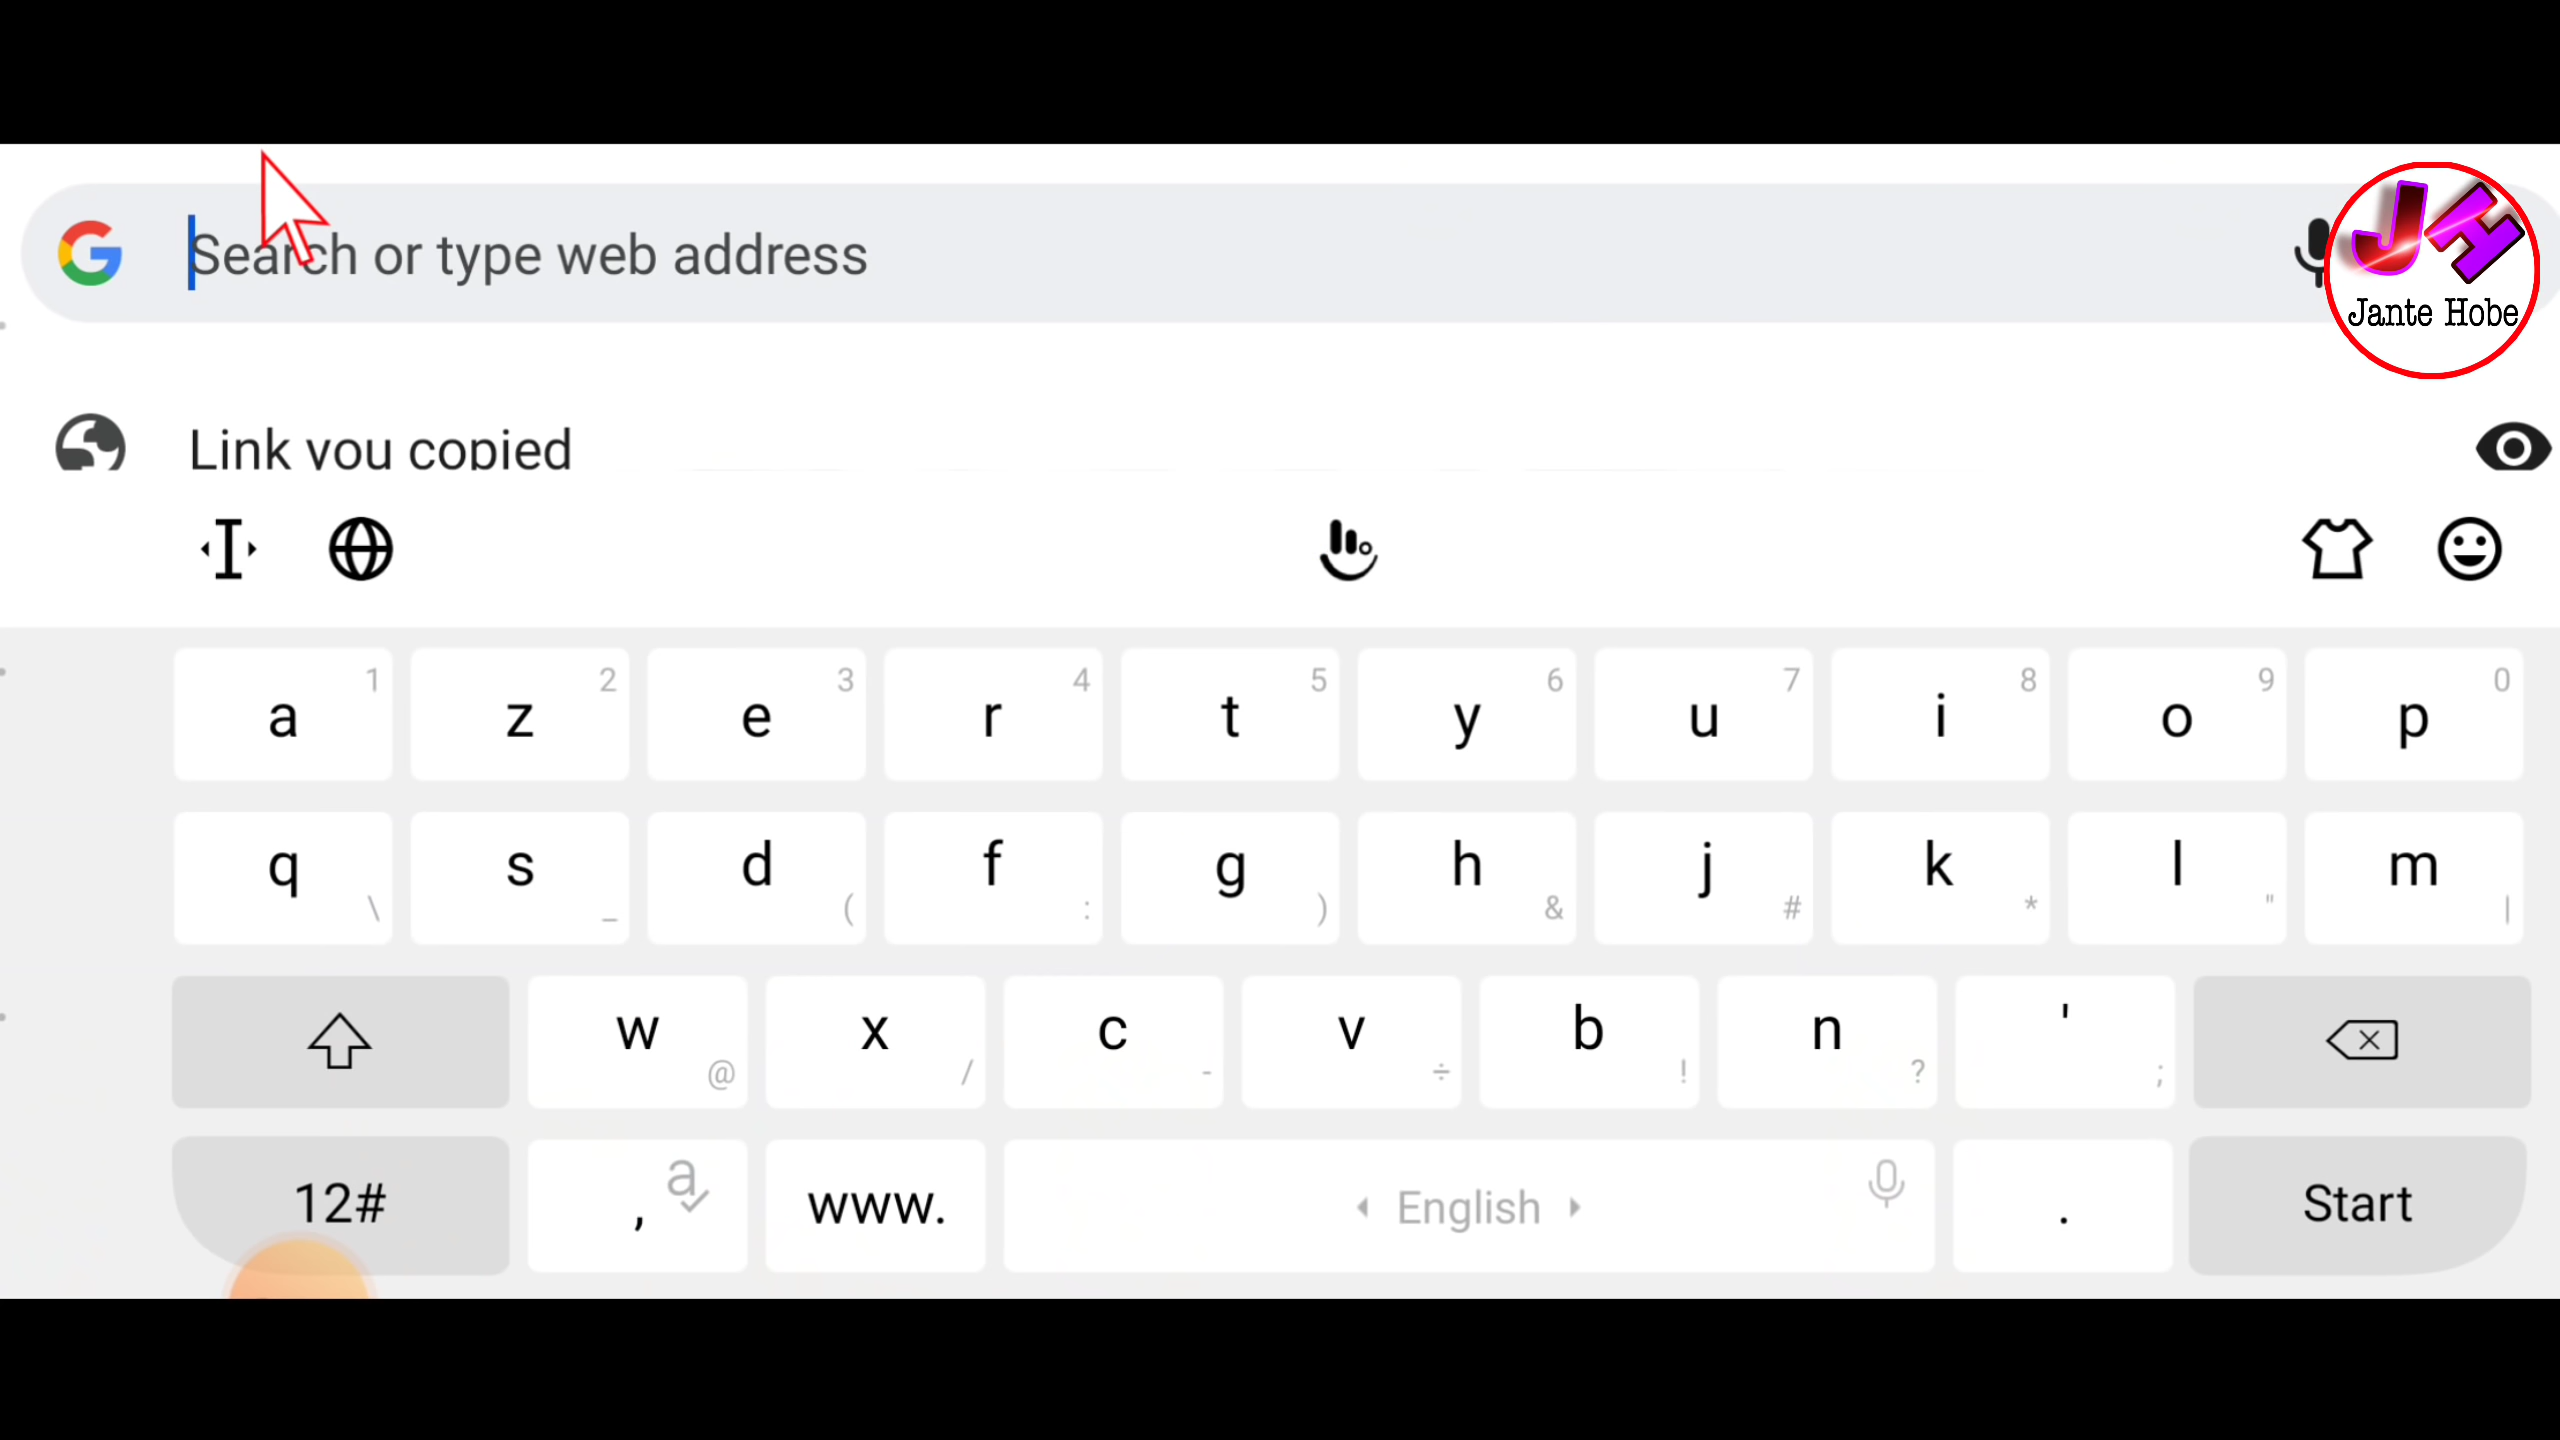 Search or type web address
JH
Jante Hobe
Link you copied
a 1 z 2 e 3 r 4 t 5 y 6 u 7 i 8 o 9 p 0
q \ s _ d ( f : g ) h & j # k * l " m |
w @ x / c - v ÷ b ! n ? ' ;
12# , a www. English . Start